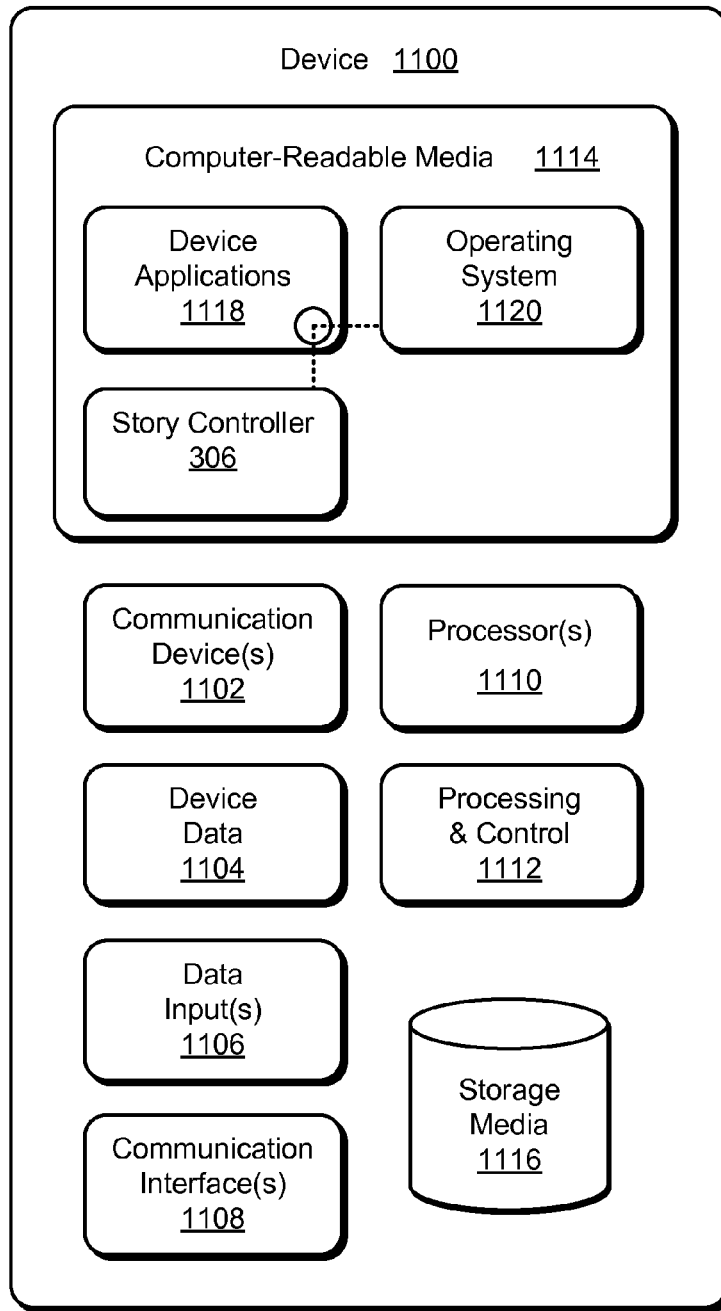 Device 1100
Computer-Readable Media 1114
Device
Applications
1118
Operating
System
1120
Story Controller
306
Communication
Device(s)
1102
Processor(s)
1110
Device
Data
1104
Processing
& Control
1112
Data
Input(s)
1106
Storage
Media
1116
Communication
Interface(s)
1108